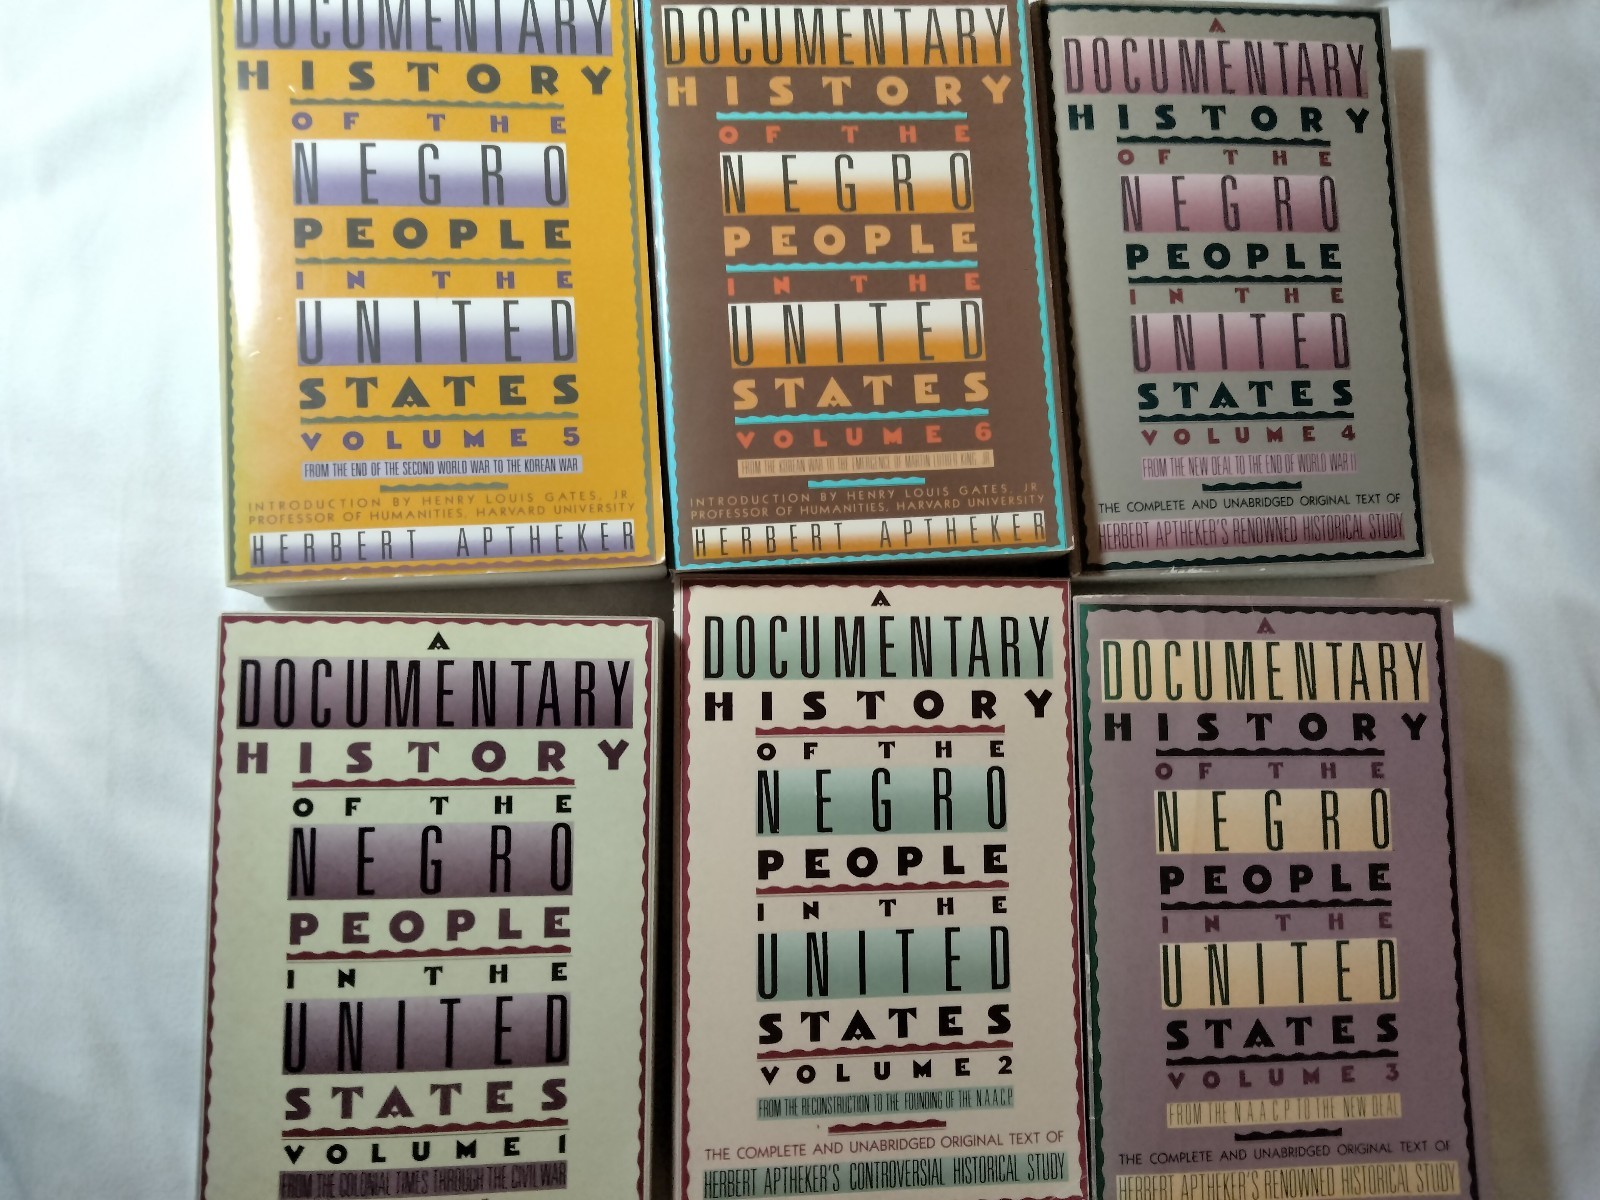 DOCUMENTARY
HISTORY
OF THE
NEGRO
PEOPLE
IN THE
UNITED
STATES
VOLUME 5
FROM THE END OF THE SECOND WORLD WAR TO THE KOREAN WAR
INTRODUCTION BY HENRY LOUIS GATES, JR.
PROFESSOR OF HUMANITIES, HARVARD UNIVERSITY
HERBERT APTHEKER
DOCUMENTARY
HISTORY
OF THE
NEGRO
PEOPLE
IN THE
UNITED
STATES
VOLUME 6
FROM THE KOREAN WAR TO THE EMERGENCE OF MARTIN LUTHER KING, JR.
INTRODUCTION BY HENRY LOUIS GATES, JR.
PROFESSOR OF HUMANITIES, HARVARD UNIVERSITY
HERBERT APTHEKER
A
DOCUMENTARY
HISTORY
OF THE
NEGRO
PEOPLE
IN THE
UNITED
STATES
VOLUME 4
FROM THE NEW DEAL TO THE END OF WORLD WAR II
THE COMPLETE AND UNABRIDGED ORIGINAL TEXT OF
HERBERT APTHEKER'S RENOWNED HISTORICAL STUDY
A
DOCUMENTARY
HISTORY
OF THE
NEGRO
PEOPLE
IN THE
UNITED
STATES
VOLUME 1
FROM THE COLONIAL TIMES THROUGH THE CIVIL WAR
A
DOCUMENTARY
HISTORY
OF THE
NEGRO
PEOPLE
IN THE
UNITED
STATES
VOLUME 2
FROM THE RECONSTRUCTION TO THE FOUNDING OF THE N.A.A.C.P.
THE COMPLETE AND UNABRIDGED ORIGINAL TEXT OF
HERBERT APTHEKER'S CONTROVERSIAL HISTORICAL STUDY
A
DOCUMENTARY
HISTORY
OF THE
NEGRO
PEOPLE
IN THE
UNITED
STATES
VOLUME 3
FROM THE N.A.A.C.P. TO THE NEW DEAL
THE COMPLETE AND UNABRIDGED ORIGINAL TEXT OF
HERBERT APTHEKER'S RENOWNED HISTORICAL STUDY